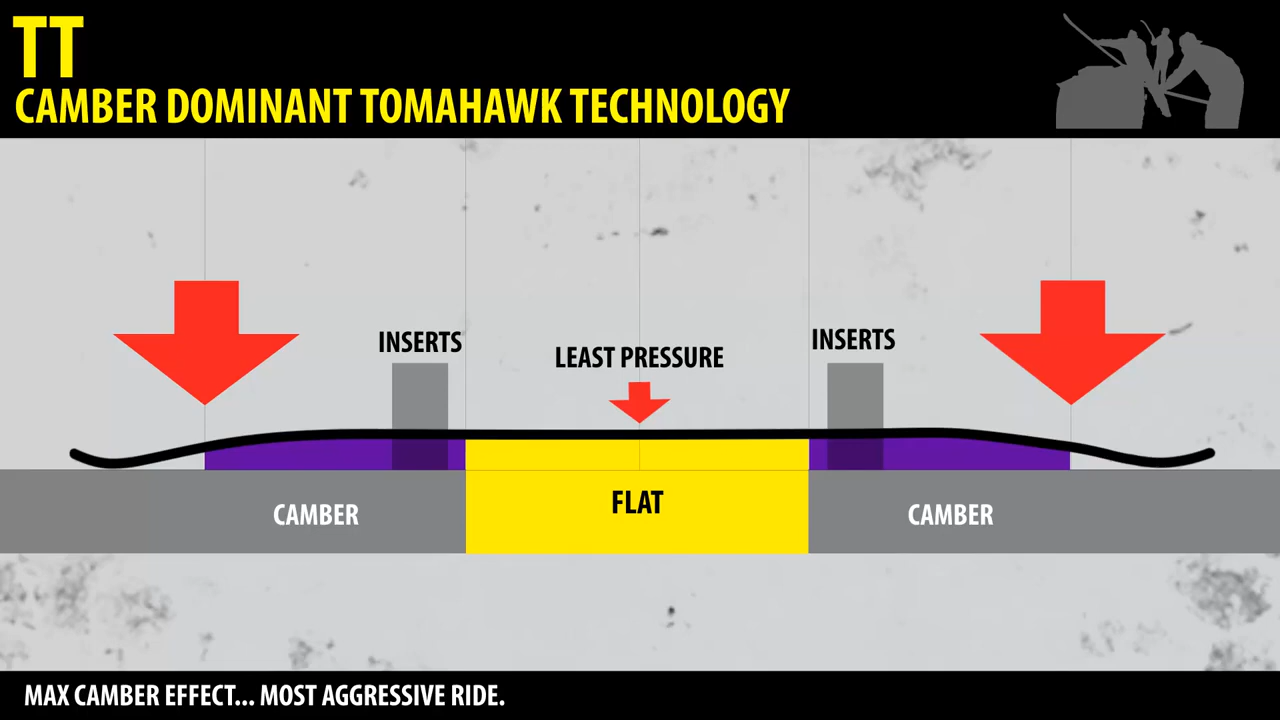 TT
CAMBER DOMINANT TOMAHAWK TECHNOLOGY
INSERTS
LEAST PRESSURE
INSERTS
CAMBER
FLAT
CAMBER
MAX CAMBER EFFECT... MOST AGGRESSIVE RIDE.